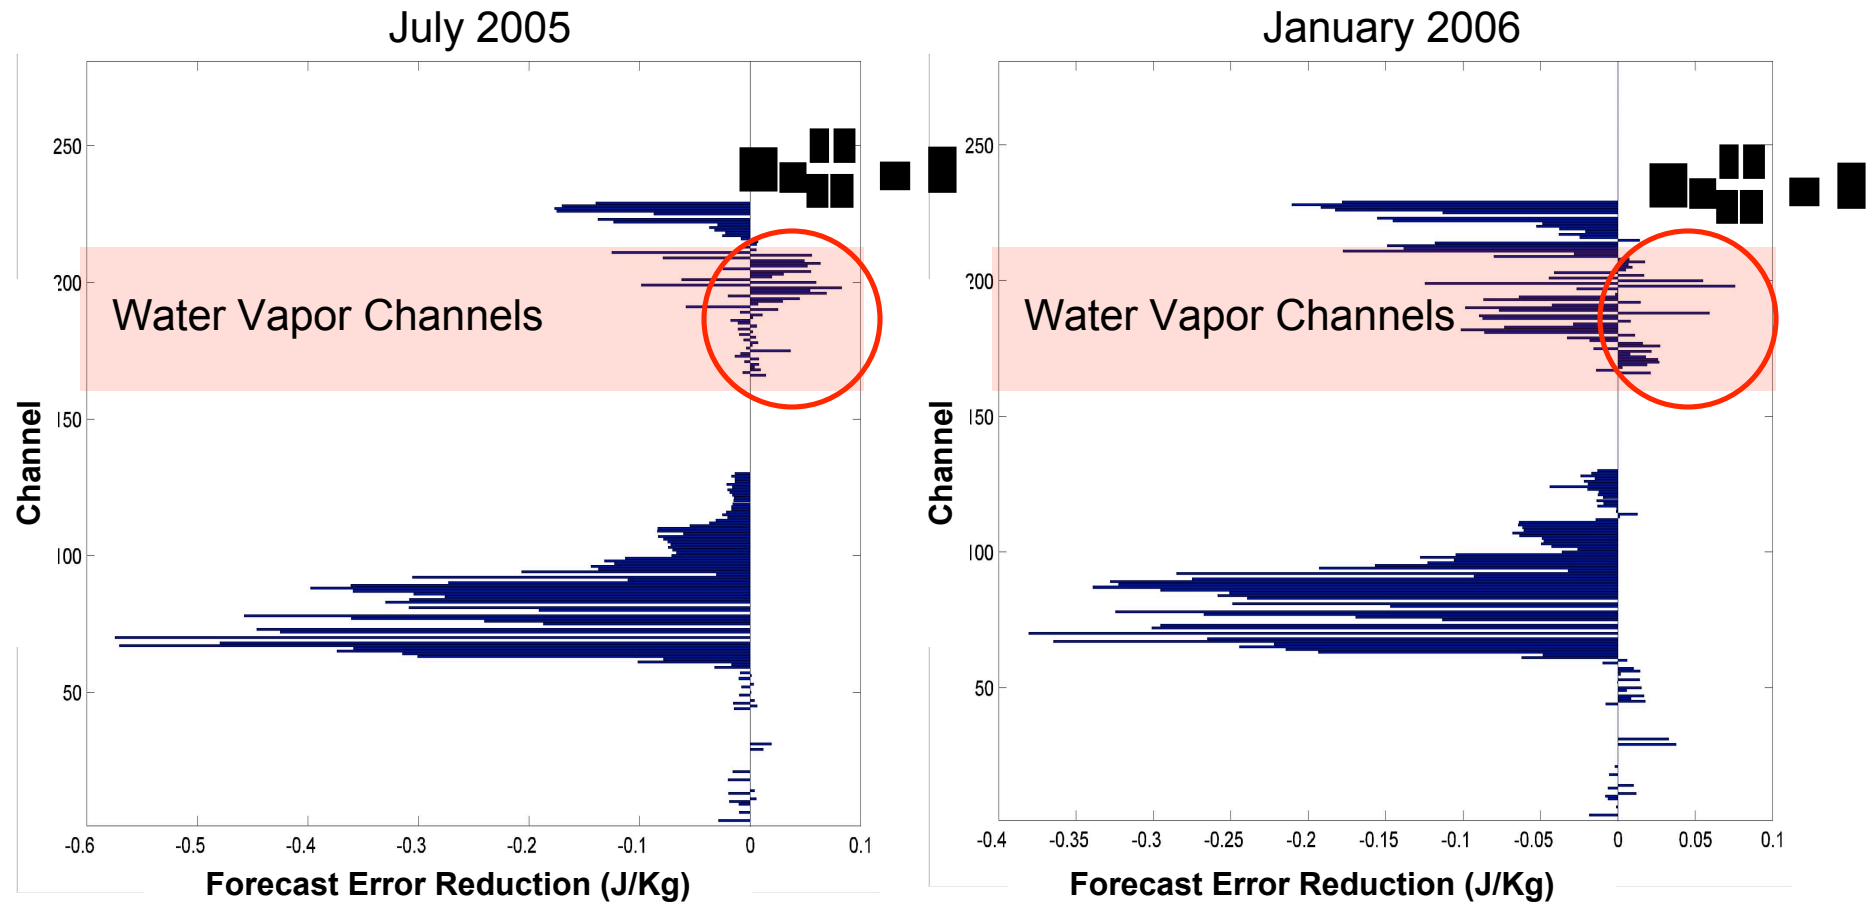 July 2005
250
200
Water Vapor Channels
150
100
50
Channel
-0.6 -0.5 -0.4 -0.3 -0.2 -0.1 0 0.1
Forecast Error Reduction (J/Kg)
January 2006
250
200
Water Vapor Channels
150
100
50
Channel
-0.4 -0.35 -0.3 -0.25 -0.2 -0.15 -0.1 -0.05 0 0.05 0.1
Forecast Error Reduction (J/Kg)